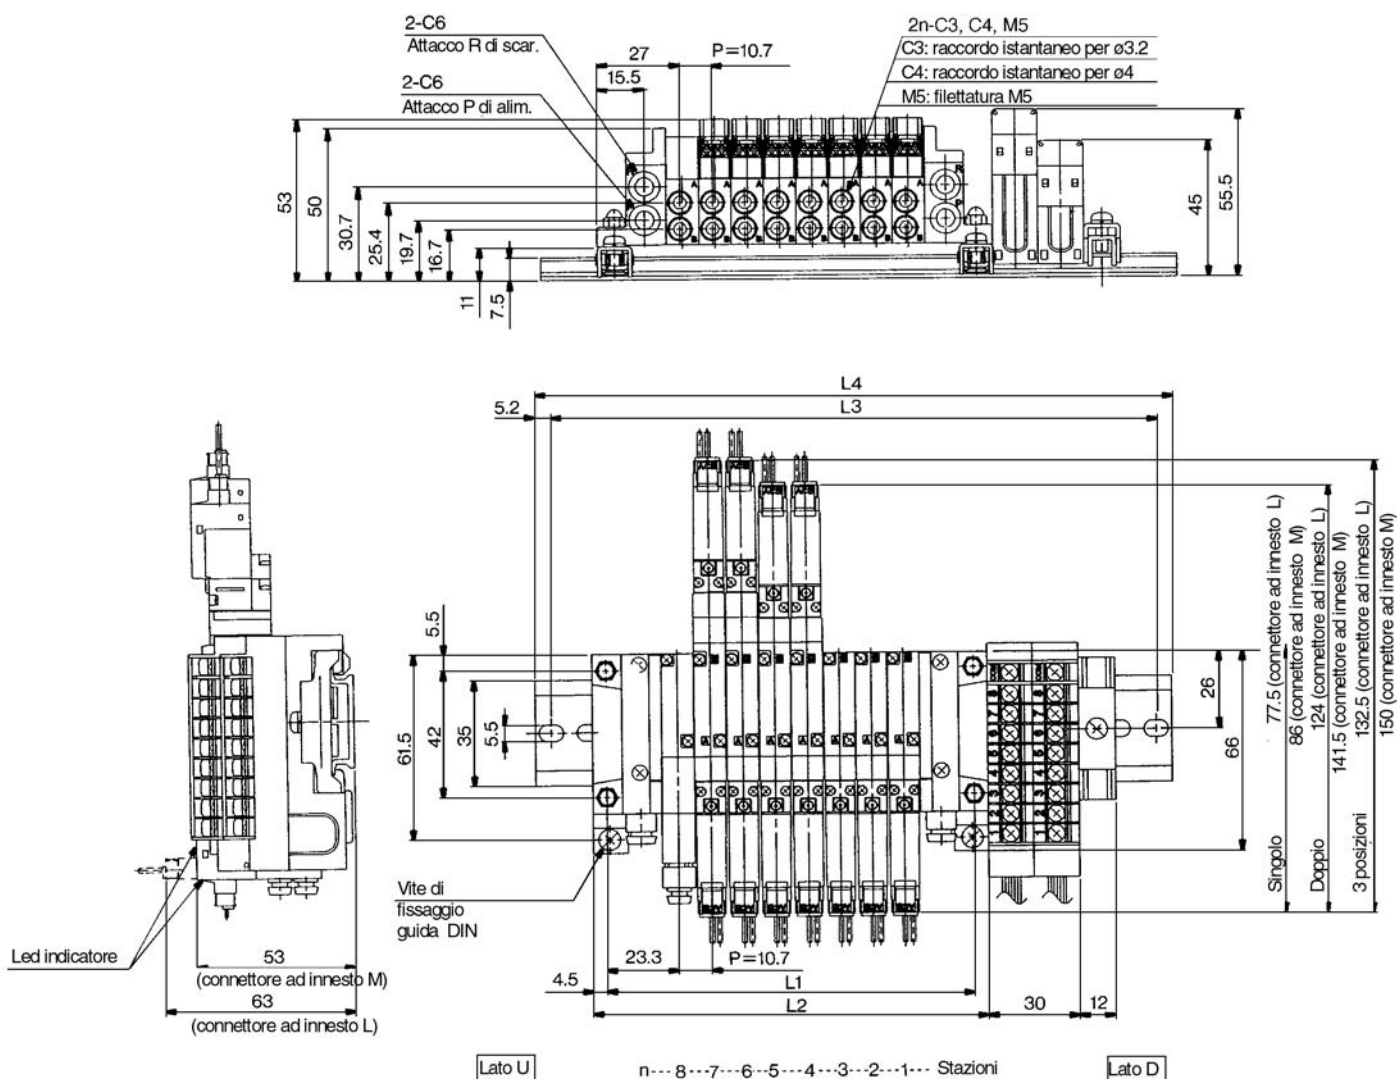 2-C6
Attacco R di scar.
2-C6
Attacco P di alim.
27
P=10.7
15.5
2n-C3, C4, M5
C3: raccordo istantaneo per ø3.2
C4: raccordo istantaneo per ø4
M5: filettatura M5
53
50
30.7
25.4
19.7
16.7
11
7.5
45
55.5
L4
L3
5.2
5.5
61.5
42
35
5.5
26
66
Singolo 77.5 (connettore ad innesto L)
86 (connettore ad innesto M)
Doppio 124 (connettore ad innesto L)
141.5 (connettore ad innesto M)
3 posizioni 132.5 (connettore ad innesto L)
150 (connettore ad innesto M)
Vite di
fissaggio
guida DIN
Led indicatore
53
(connettore ad innesto M)
63
(connettore ad innesto L)
23.3
P=10.7
4.5
L1
L2
30
12
Lato U
n---8---7---6---5---4---3---2---1--- Stazioni
Lato D